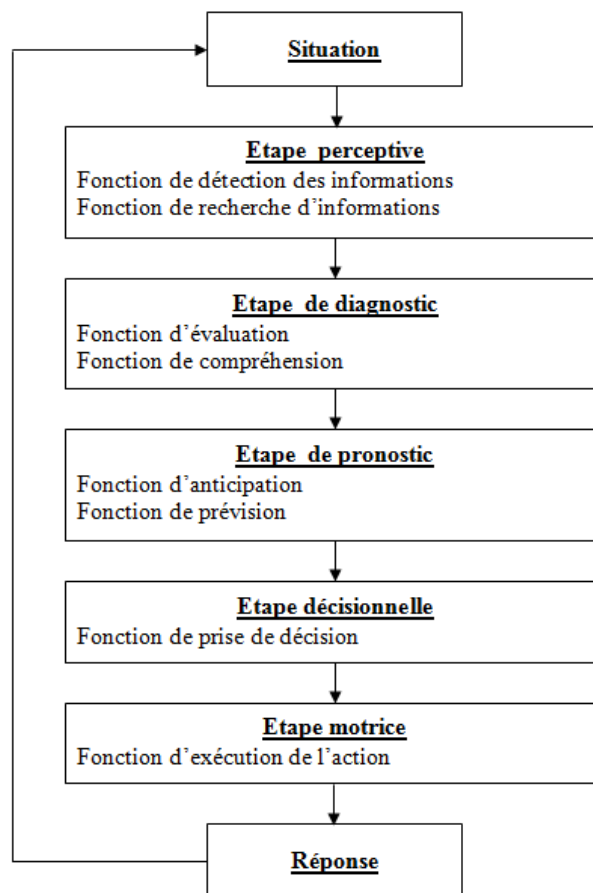 Situation
Etape perceptive
Fonction de détection des informations
Fonction de recherche d'informations
Etape de diagnostic
Fonction d'évaluation
Fonction de compréhension
Etape de pronostic
Fonction d'anticipation
Fonction de prévision
Etape décisionnelle
Fonction de prise de décision
Etape motrice
Fonction d'exécution de l'action
Réponse